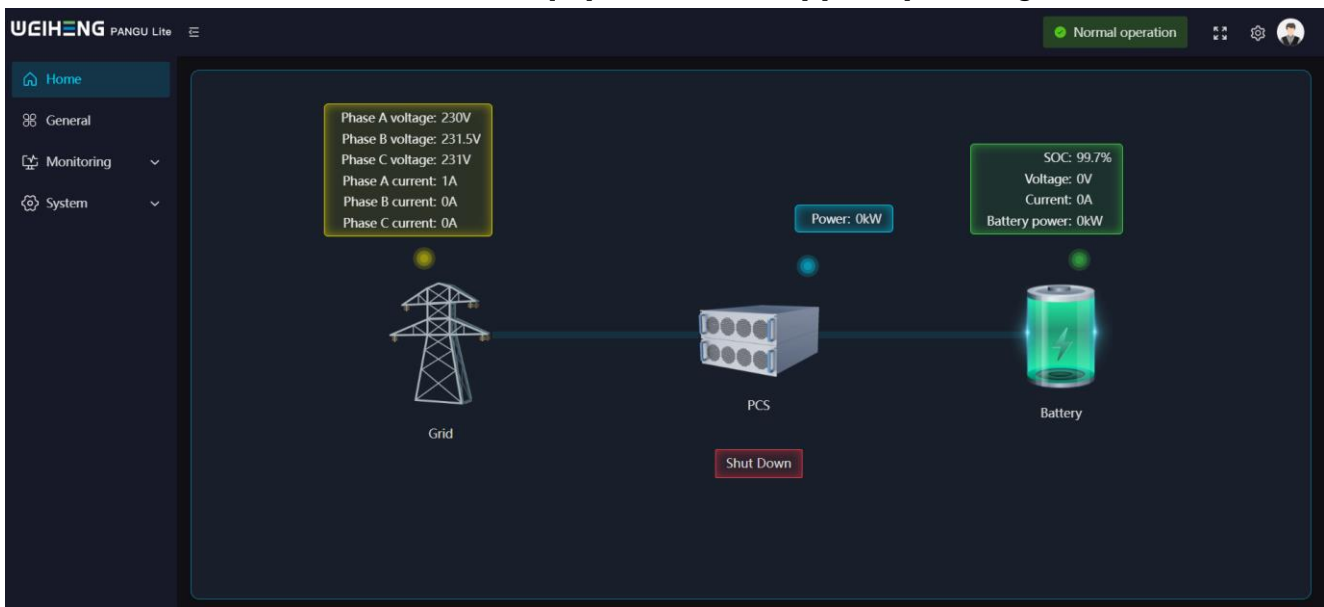 WEIHENG PANGU Lite
Normal operation
Home
General
Monitoring
System
Phase A voltage: 230V
Phase B voltage: 231.5V
Phase C voltage: 231V
Phase A current: 1A
Phase B current: 0A
Phase C current: 0A
Power: 0kW
SOC: 99.7%
Voltage: 0V
Current: 0A
Battery power: 0kW
Grid
PCS
Battery
Shut Down